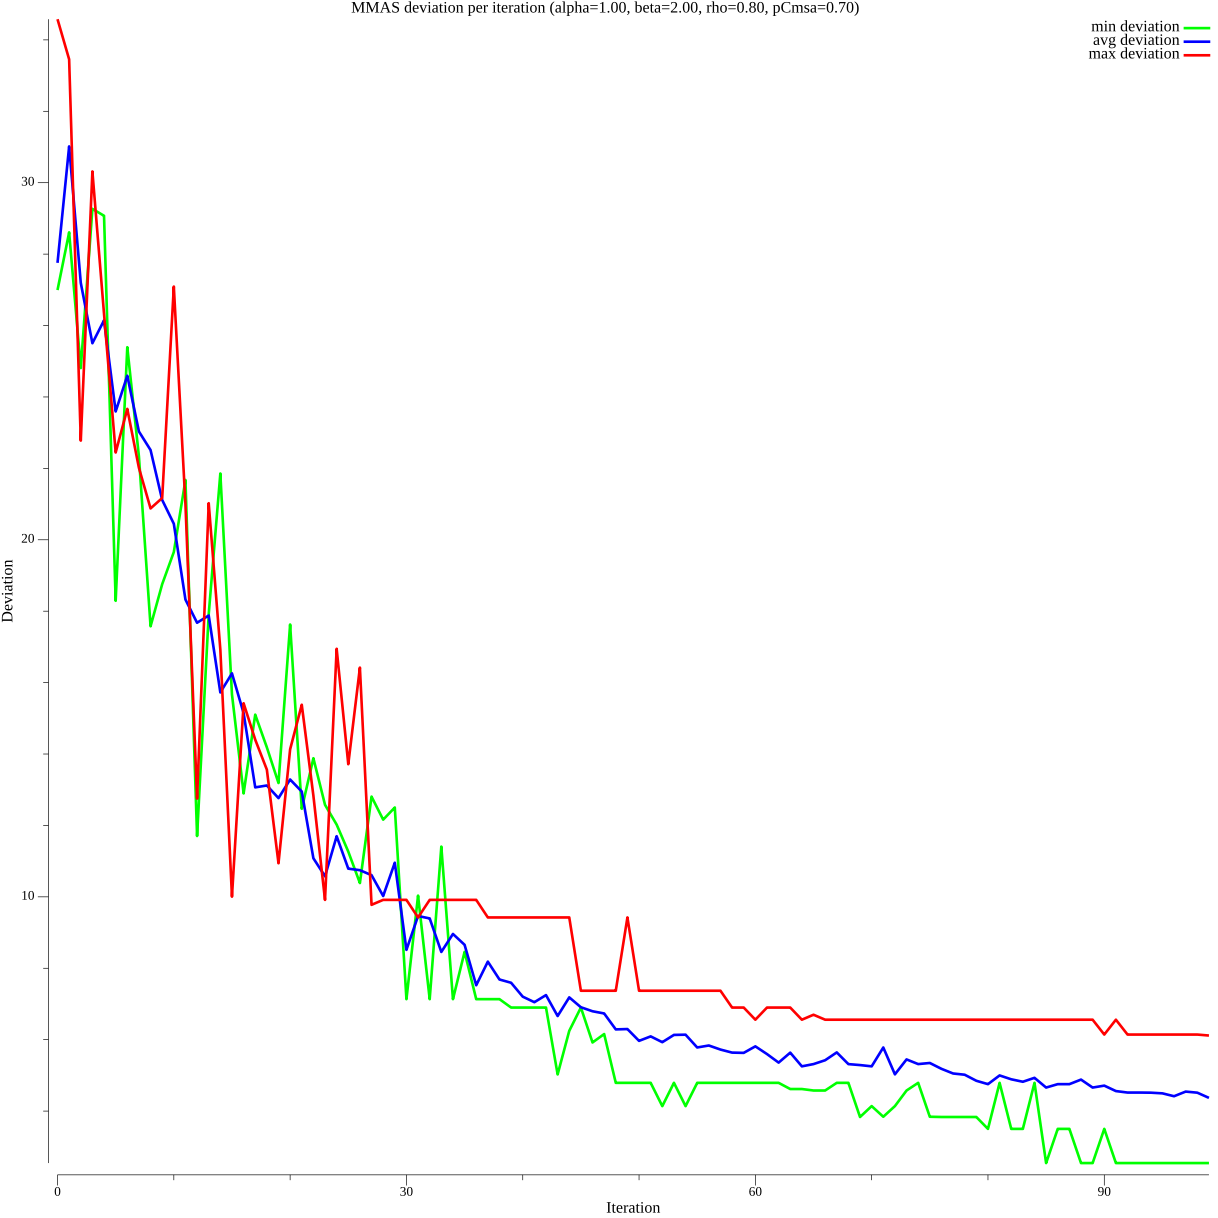 MMAS deviation per iteration (alpha=1.00, beta=2.00, rho=0.80, pCmsa=0.70)
min deviation
avg deviation
max deviation
30
20
10
Deviation
0
30
60
90
Iteration